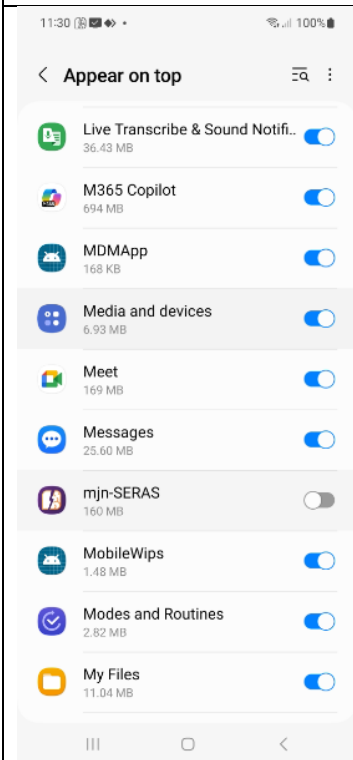 11:30
100%
Appear on top
Live Transcribe & Sound Notifi..
36.43 MB
M365 Copilot
694 MB
MDMApp
168 KB
Media and devices
6.93 MB
Meet
169 MB
Messages
25.60 MB
mjn-SERAS
160 MB
MobileWips
1.48 MB
Modes and Routines
2.82 MB
My Files
11.04 MB